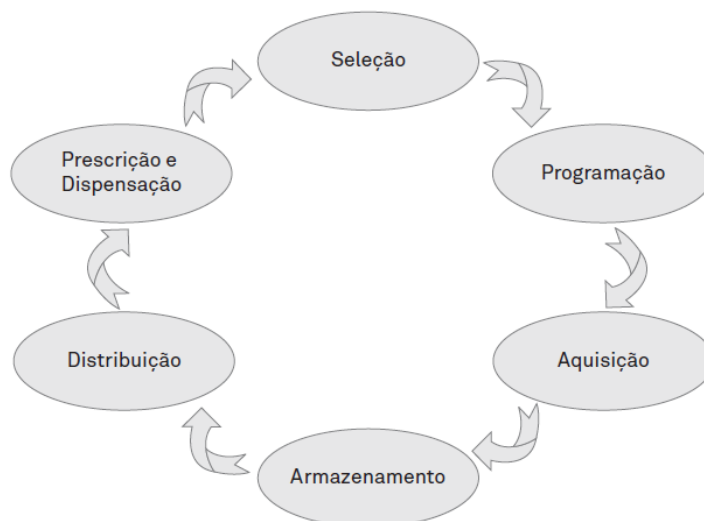 Seleção
Programação
Aquisição
Armazenamento
Distribuição
Prescrição e
Dispensação